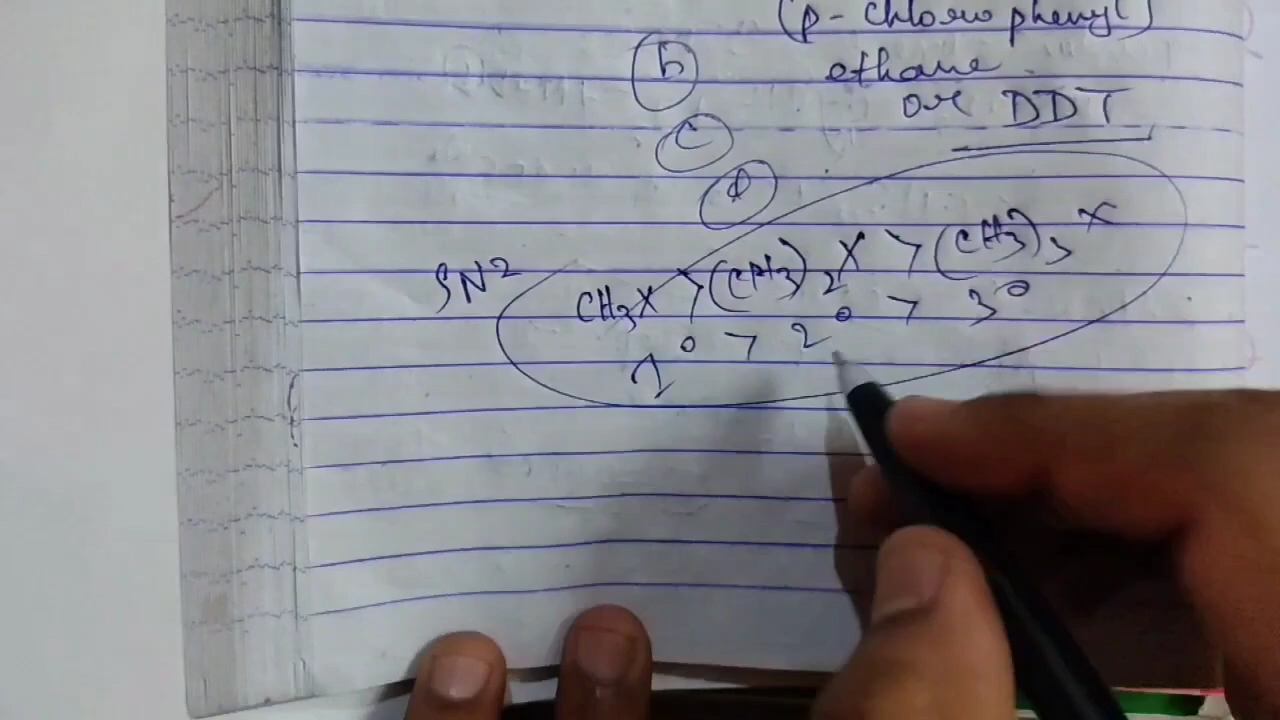 (p-chloro phenyl)
(b) ethane
or DDT
(c)
(d)
SN² CH₃X > (CH₃)₂X > (CH₃)₃X
1° > 2° > 3°